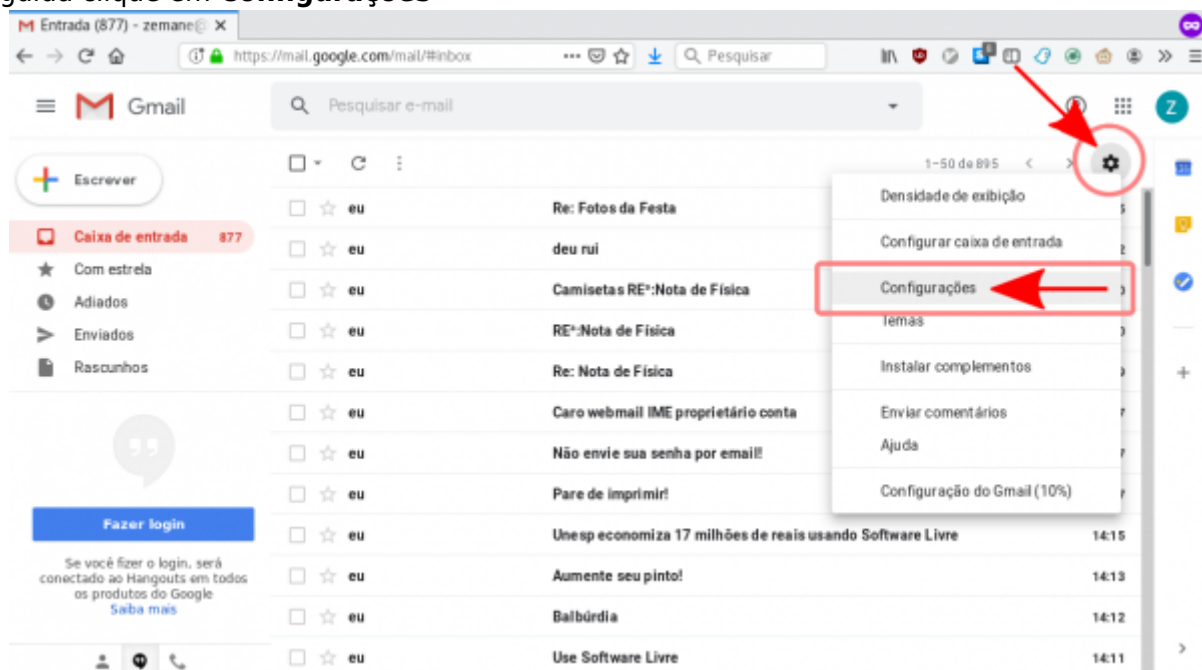 guida clique em Configurações
Entrada (877) - zemane@
https://mail.google.com/mail/#inbox
Pesquisar
Gmail
Pesquisar e-mail
Z
Escrever
1-50 de 895
Densidade de exibição
Configurar caixa de entrada
Configurações
Temas
Instalar complementos
Enviar comentários
Ajuda
Configuração do Gmail (10%)
Caixa de entrada 877
Com estrela
Adiados
Enviados
Rascunhos
Fazer login
Se você fizer o login, será
conectado ao Hangouts em todos
os produtos do Google
Saiba mais
eu Re: Fotos da Festa
eu deu rui
eu Camisetas REª:Nota de Física
eu REª:Nota de Física
eu Re: Nota de Física
eu Caro webmail IME proprietário conta
eu Não envie sua senha por email!
eu Pare de imprimir!
eu Unesp economiza 17 milhões de reais usando Software Livre 14:15
eu Aumente seu pinto! 14:13
eu Balbúrdia 14:12
eu Use Software Livre 14:11